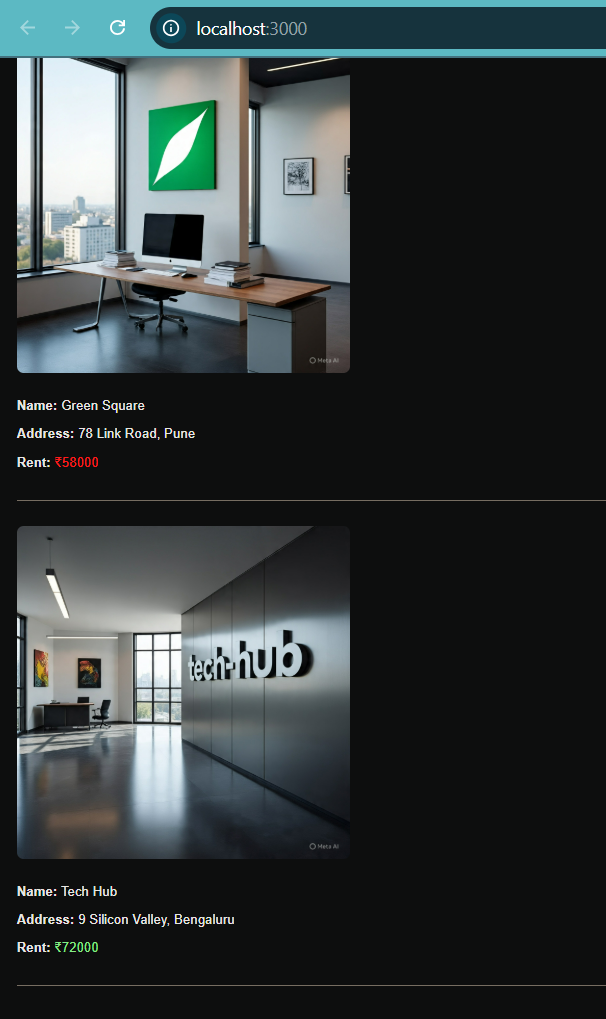 localhost:3000
Meta AI
Name: Green Square
Address: 78 Link Road, Pune
Rent: ₹58000
tech-hub
Meta AI
Name: Tech Hub
Address: 9 Silicon Valley, Bengaluru
Rent: ₹72000